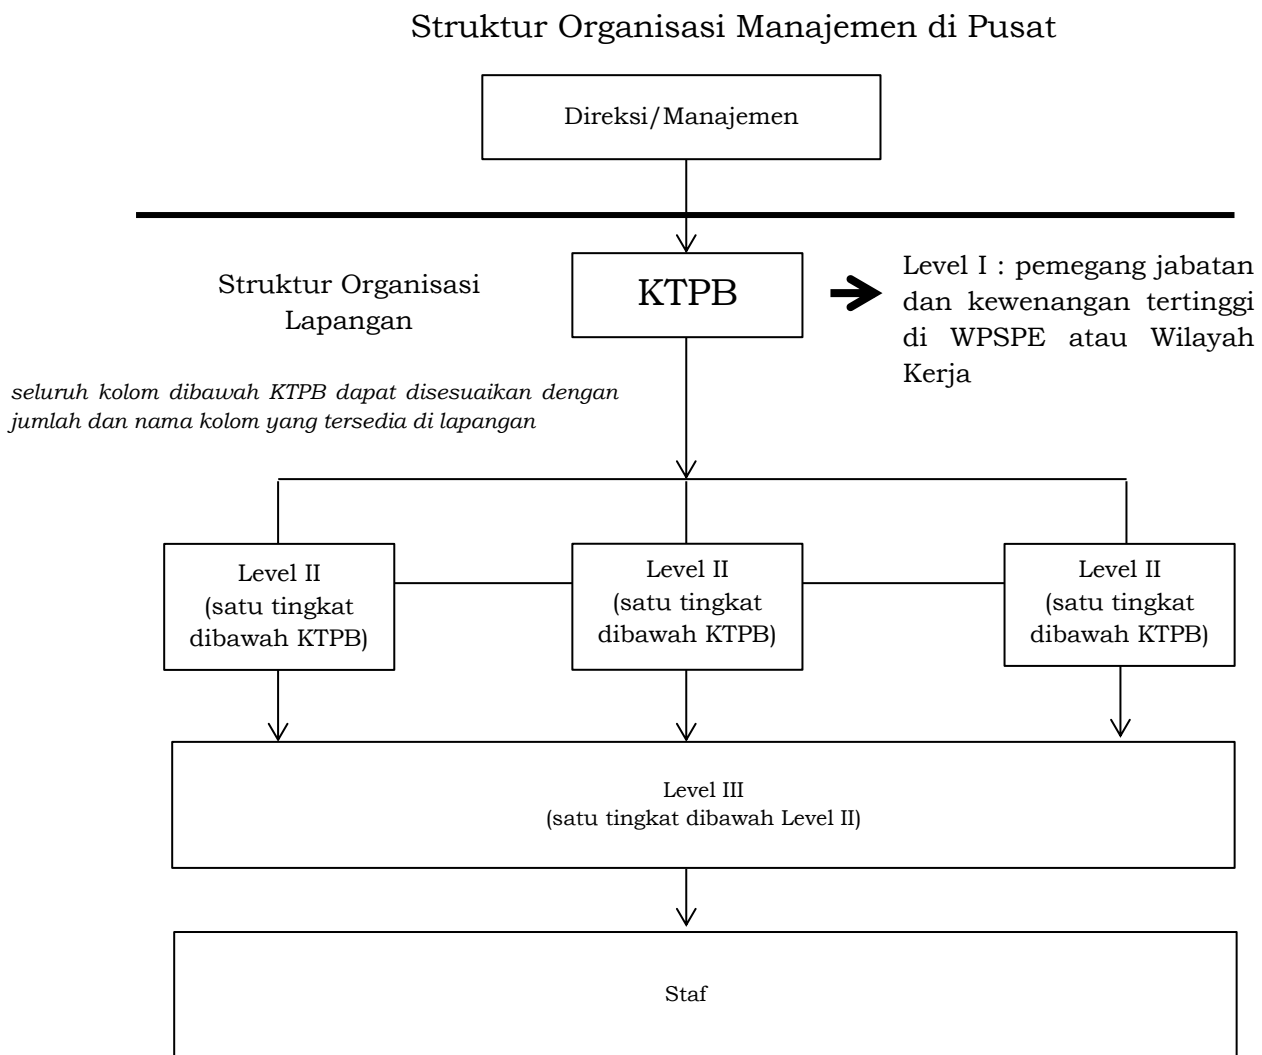 Struktur Organisasi Manajemen di Pusat
Direksi/Manajemen
Struktur Organisasi
Lapangan
KTPB
Level I : pemegang jabatan
dan kewenangan tertinggi
di WPSPE atau Wilayah
Kerja
seluruh kolom dibawah KTPB dapat disesuaikan dengan
jumlah dan nama kolom yang tersedia di lapangan
Level II
(satu tingkat
dibawah KTPB)
Level II
(satu tingkat
dibawah KTPB)
Level II
(satu tingkat
dibawah KTPB)
Level III
(satu tingkat dibawah Level II)
Staf